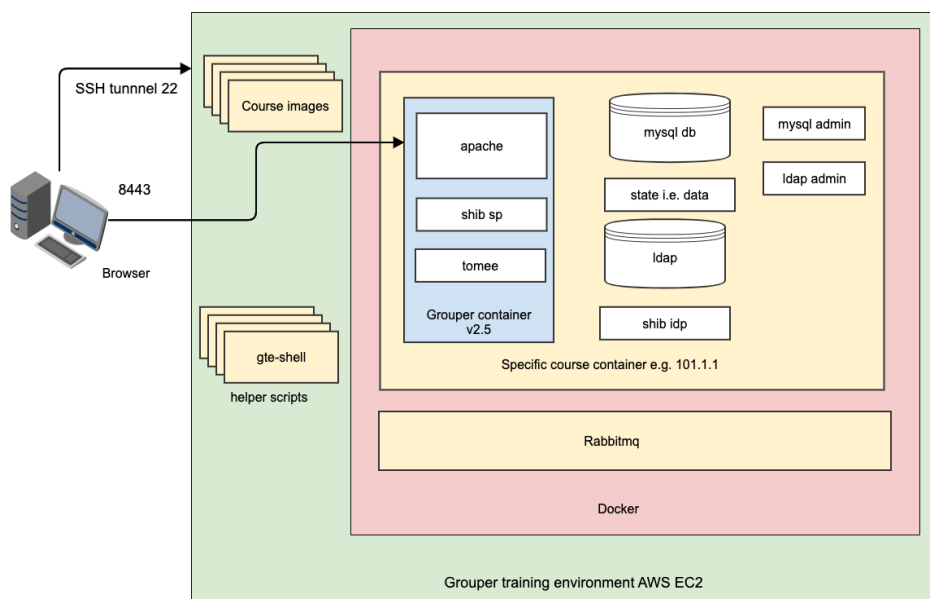 SSH tunnnel 22
8443
Browser
Course images
gte-shell
helper scripts
apache
shib sp
tomee
Grouper container
v2.5
mysql db
state i.e. data
ldap
shib idp
mysql admin
ldap admin
Specific course container e.g. 101.1.1
Rabbitmq
Docker
Grouper training environment AWS EC2